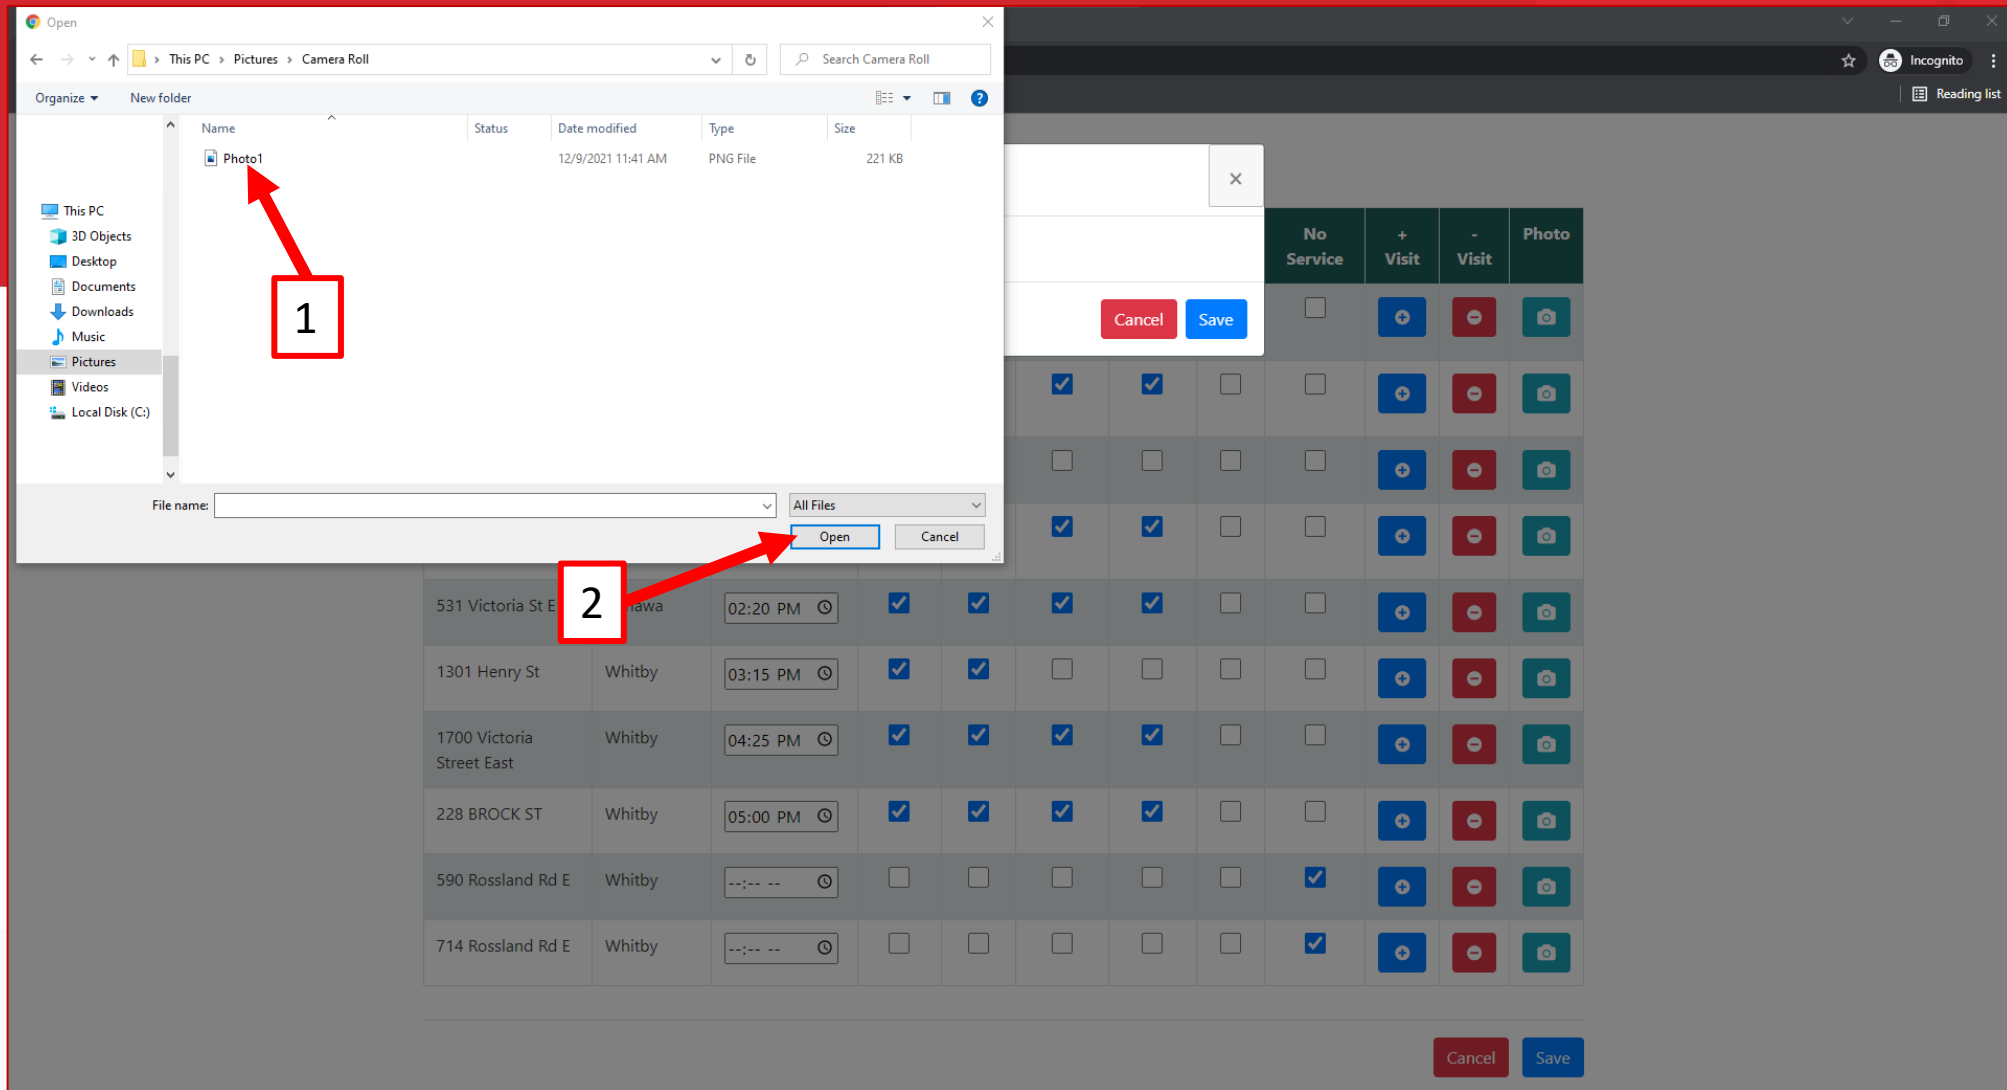 Open
This PC > Pictures > Camera Roll
Search Camera Roll
Incognito
Organize
New folder
Reading list
Name
Status
Date modified
Type
Size
Photo1
12/9/2021 11:41 AM
PNG File
221 KB
This PC
3D Objects
Desktop
Documents
Downloads
Music
Pictures
Videos
Local Disk (C:)
1
File name:
All Files
Open
Cancel
2
×
Cancel
Save
No Service
+ Visit
- Visit
Photo
531 Victoria St E
02:20 PM
1301 Henry St
Whitby
03:15 PM
1700 Victoria
Street East
Whitby
04:25 PM
228 BROCK ST
Whitby
05:00 PM
590 Rossland Rd E
Whitby
--:-- --
714 Rossland Rd E
Whitby
--:-- --
Cancel
Save